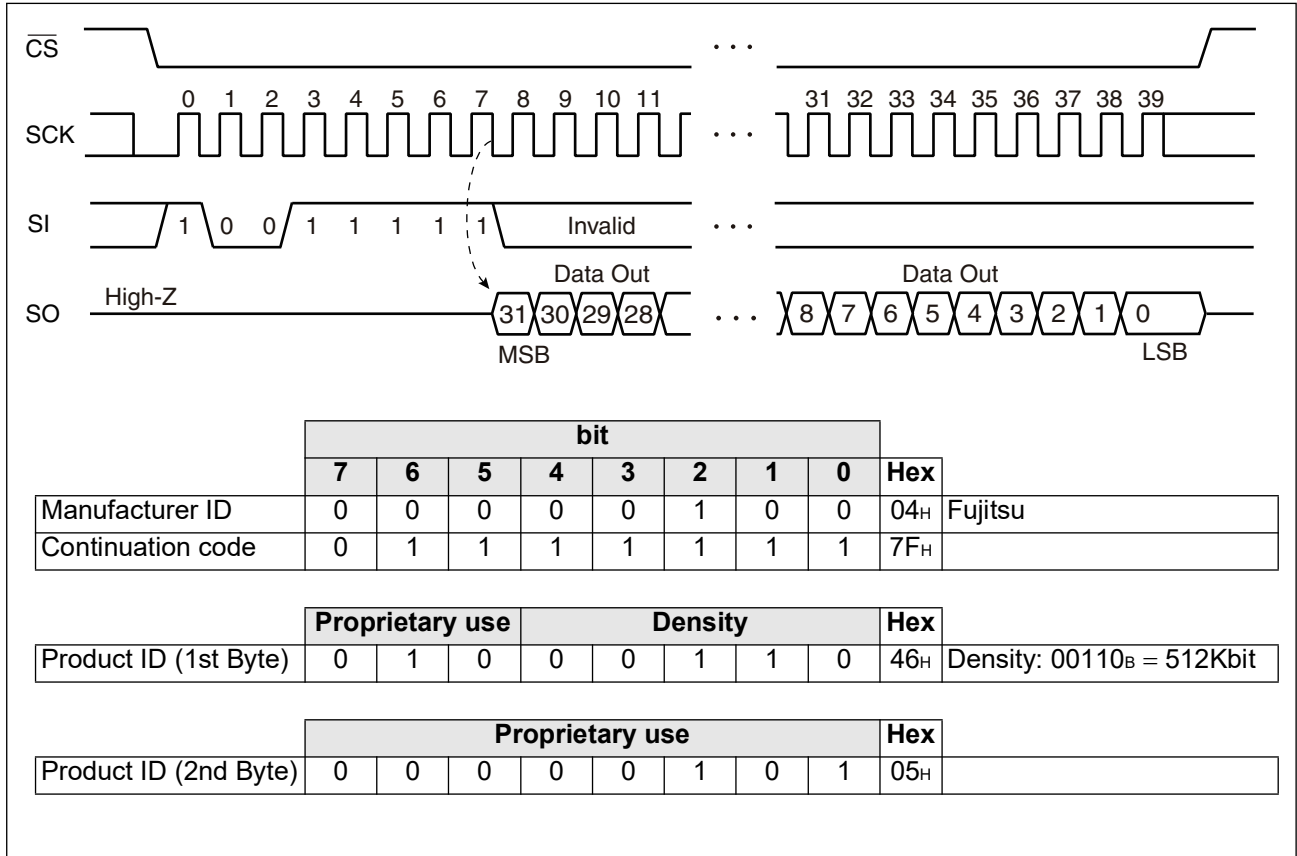 CS
· · ·
0 1 2 3 4 5 6 7 8 9 10 11 31 32 33 34 35 36 37 38 39
SCK
· · ·
SI 1 0 0 1 1 1 1 1 Invalid · · ·
Data Out Data Out
High-Z
SO 31 30 29 28 · · · 8 7 6 5 4 3 2 1 0
MSB LSB
bit
7 6 5 4 3 2 1 0 Hex
Manufacturer ID 0 0 0 0 0 1 0 0 04H Fujitsu
Continuation code 0 1 1 1 1 1 1 1 7FH
Proprietary use Density Hex
Product ID (1st Byte) 0 1 0 0 0 1 1 0 46H Density: 00110B = 512Kbit
Proprietary use Hex
Product ID (2nd Byte) 0 0 0 0 0 1 0 1 05H